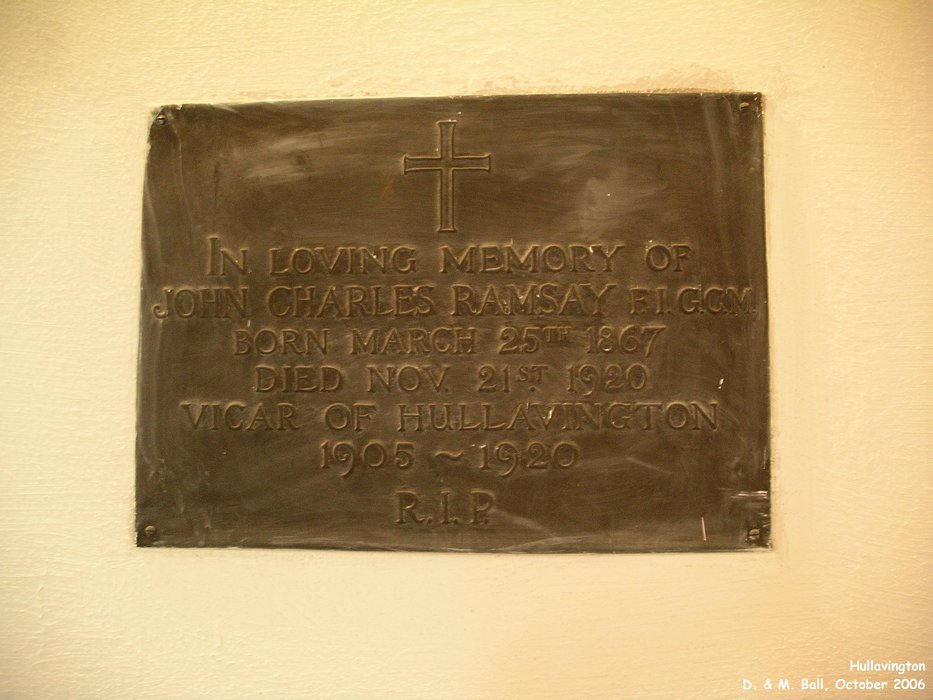 IN LOVING MEMORY OF
JOHN CHARLES RAMSAY F.I.G.C.M.
BORN MARCH 25TH 1867
DIED NOV. 21ST 1920
VICAR OF HULLAVINGTON
1905 ~ 1920
R.I.P.
Hullavington
D. & M. Ball, October 2006